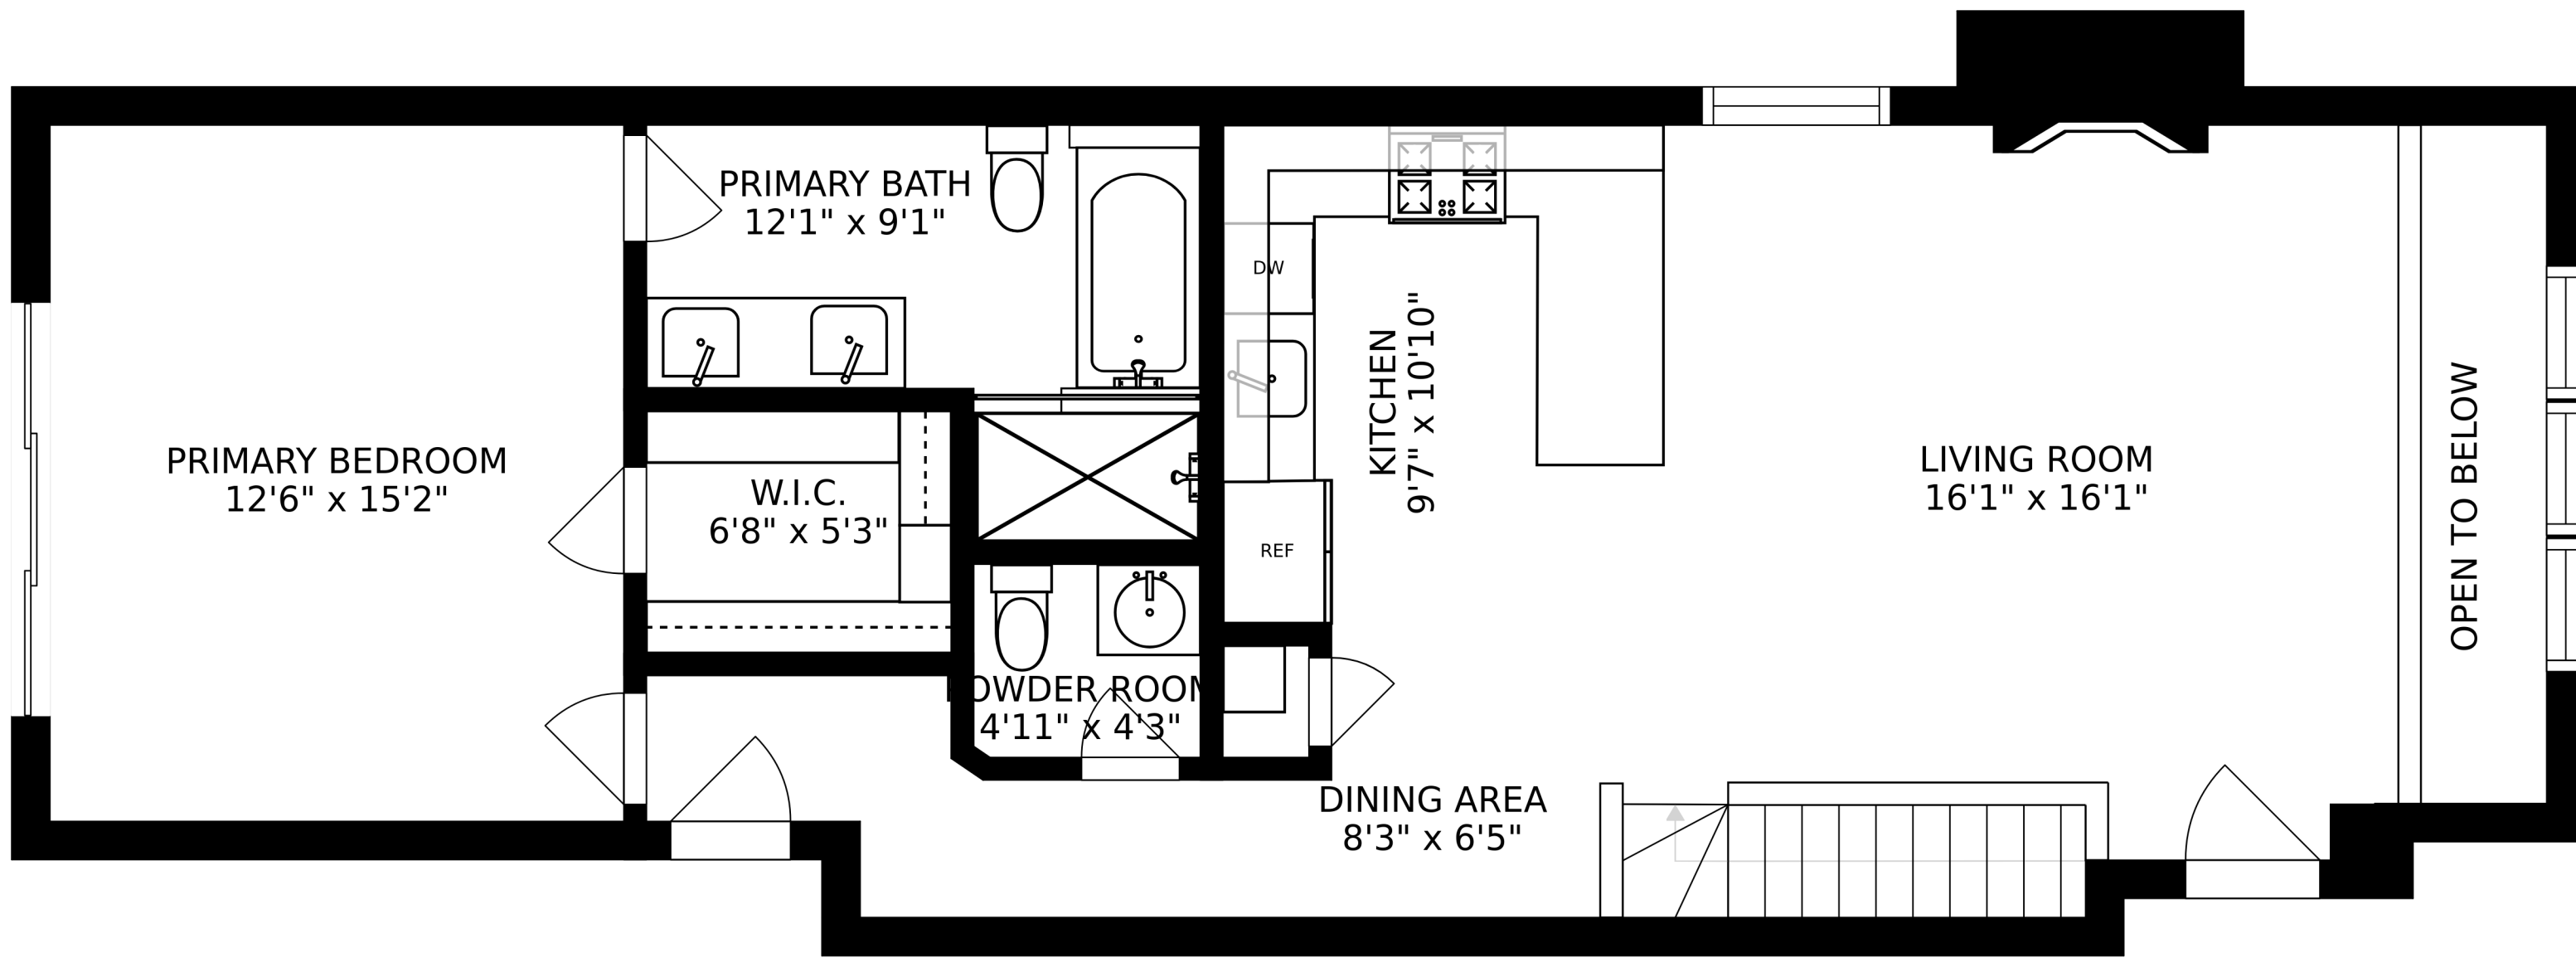 PRIMARY BEDROOM
12'6" x 15'2"
PRIMARY BATH
12'1" x 9'1"
W.I.C.
6'8" x 5'3"
OWDER ROOM
4'11" x 4'3"
DW
REF
KITCHEN
9'7" x 10'10"
DINING AREA
8'3" x 6'5"
LIVING ROOM
16'1" x 16'1"
OPEN TO BELOW